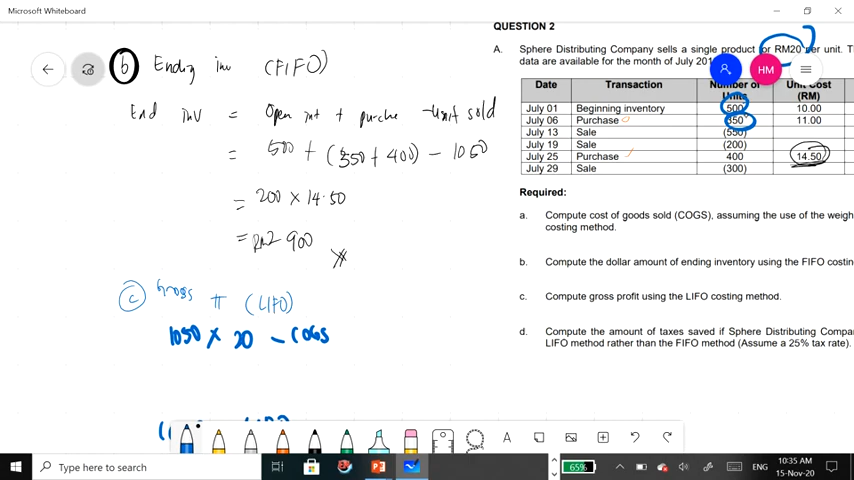 Microsoft Whiteboard
b Ending inv (FIFO)
End inv = Open int + purche - Unit sold
= 500 + (350 + 400) - 1050
= 200 x 14.50
= RM2 900
c Gross π (LIFO)
1050 x 20 - COGS
QUESTION 2
A. Sphere Distributing Company sells a single product for RM20 per unit. T
data are available for the month of July 201
HM
Date Transaction Number of Units Unit Cost (RM)
July 01 Beginning inventory 500 10.00
July 06 Purchase 350 11.00
July 13 Sale (550)
July 19 Sale (200)
July 25 Purchase 400 14.50
July 29 Sale (300)
Required:
a. Compute cost of goods sold (COGS), assuming the use of the weigh
costing method.
b. Compute the dollar amount of ending inventory using the FIFO costin
c. Compute gross profit using the LIFO costing method.
d. Compute the amount of taxes saved if Sphere Distributing Compa
LIFO method rather than the FIFO method (Assume a 25% tax rate).
A
Type here to search
65%
ENG
10:35 AM
15-Nov-20